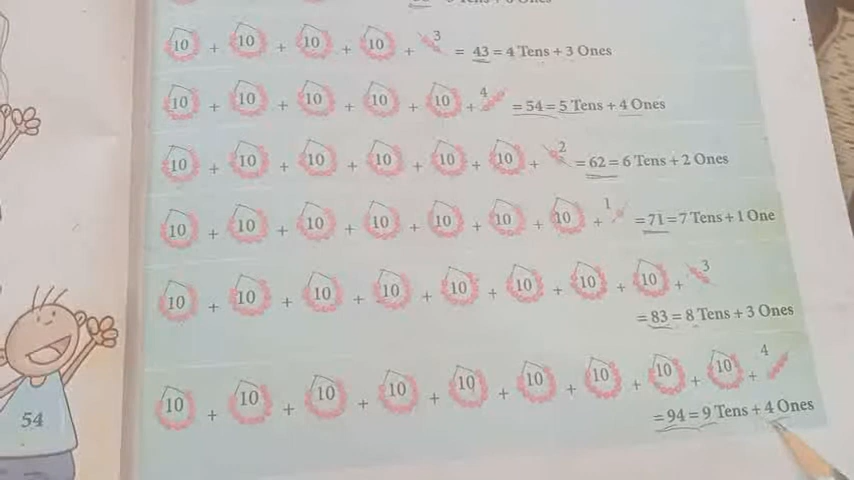 10 + 10 + 10 + 10 + 3 = 43 = 4 Tens + 3 Ones
10 + 10 + 10 + 10 + 10 + 4 = 54 = 5 Tens + 4 Ones
10 + 10 + 10 + 10 + 10 + 10 + 2 = 62 = 6 Tens + 2 Ones
10 + 10 + 10 + 10 + 10 + 10 + 10 + 1 = 71 = 7 Tens + 1 One
10 + 10 + 10 + 10 + 10 + 10 + 10 + 10 + 3
= 83 = 8 Tens + 3 Ones
10 + 10 + 10 + 10 + 10 + 10 + 10 + 10 + 10 + 4
= 94 = 9 Tens + 4 Ones
54